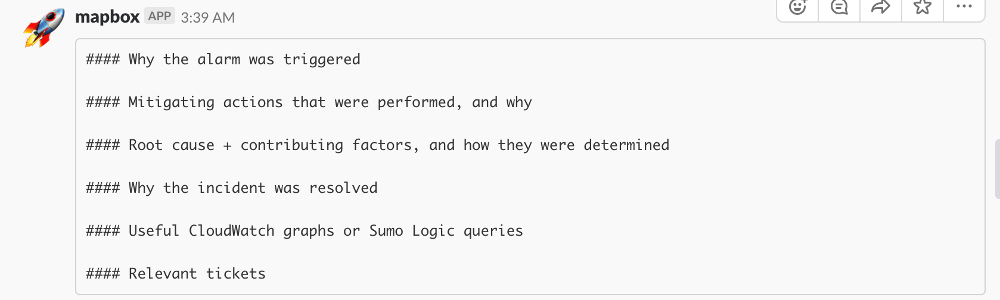 mapbox APP 3:39 AM
#### Why the alarm was triggered
#### Mitigating actions that were performed, and why
#### Root cause + contributing factors, and how they were determined
#### Why the incident was resolved
#### Useful CloudWatch graphs or Sumo Logic queries
#### Relevant tickets